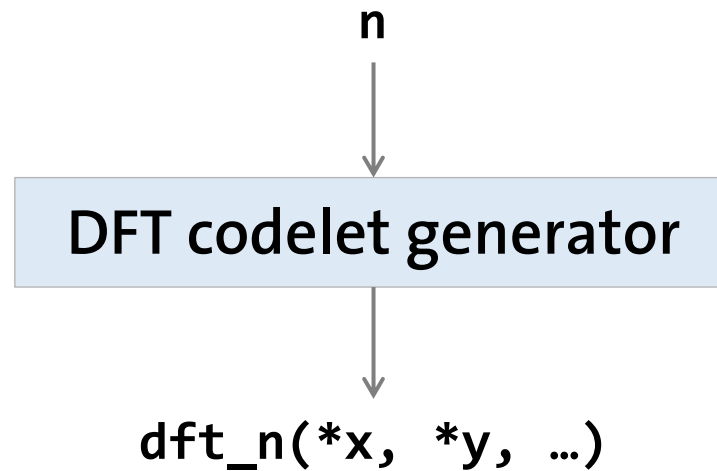 n
DFT codelet generator
dft_n(*x, *y, …)